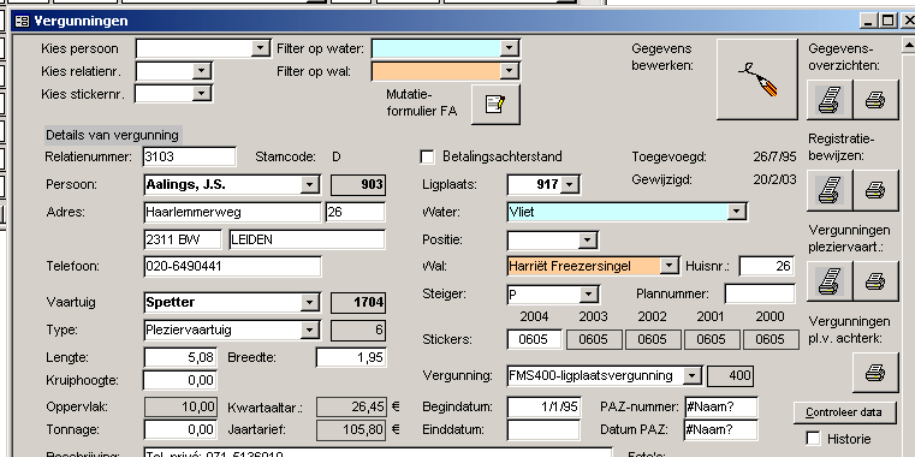 Vergunningen
Kies persoon Filter op water: Gegevens bewerken: Gegevens-overzichten:
Kies relatienr. Filter op wal:
Kies stickernr. Mutatie-formulier FA
Details van vergunning
Relatienummer: 3103 Stamcode: D Betalingsachterstand Toegevoegd: 26/7/95 Registratie-bewijzen:
Persoon: Aalings, J.S. 903 Ligplaats: 917 Gewijzigd: 20/2/03
Adres: Haarlemmerweg 26 Water: Vliet
2311 BW LEIDEN Positie: Vergunningen pleziervaart.:
Telefoon: 020-6490441 Wal: Harriët Freezersingel Huisnr.: 26
Steiger: P Plannummer:
Vaartuig Spetter 1704
2004 2003 2002 2001 2000 Vergunningen pl.v. achterk:
Type: Pleziervaartuig 6 Stickers: 0605 0605 0605 0605 0605
Lengte: 5,08 Breedte: 1,95
Kruiphoogte: 0,00 Vergunning: FMS400-ligplaatsvergunning 400
Oppervlak: 10,00 Kwartaaltar.: 26,45 € Begindatum: 1/1/95 PAZ-nummer: #Naam? Controleer data
Tonnage: 0,00 Jaartarief: 105,80 € Einddatum: Datum PAZ: #Naam? Historie
Beschrijving: Tel. privé: 071-5136010 Foto's: